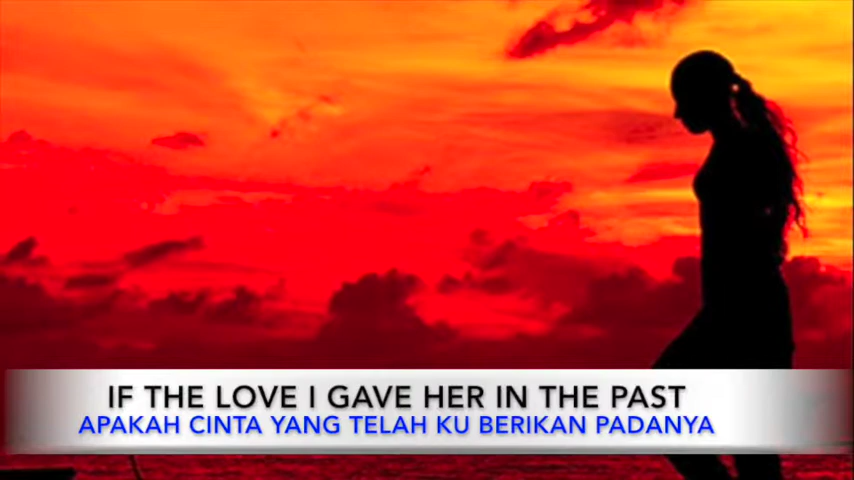 IF THE LOVE I GAVE HER IN THE PAST
APAKAH CINTA YANG TELAH KU BERIKAN PADANYA